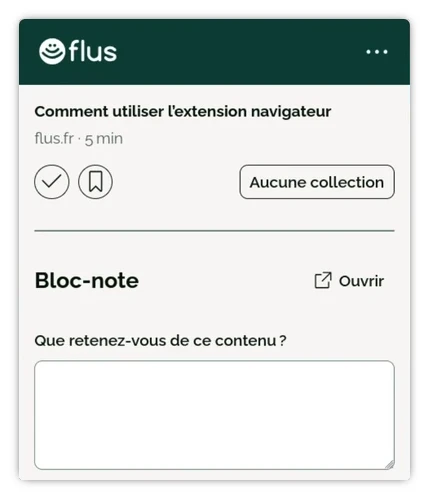 flus
Comment utiliser l’extension navigateur
flus.fr · 5 min
Aucune collection
Bloc-note
Ouvrir
Que retenez-vous de ce contenu ?